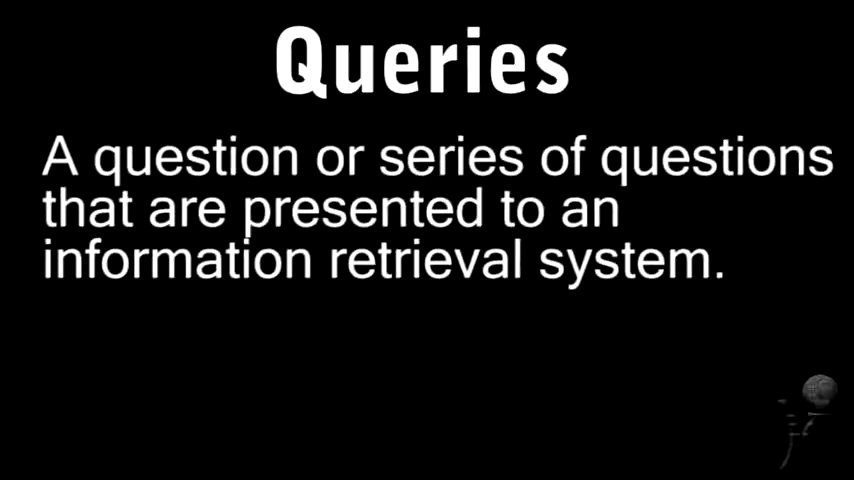 Queries
A question or series of questions
that are presented to an
information retrieval system.